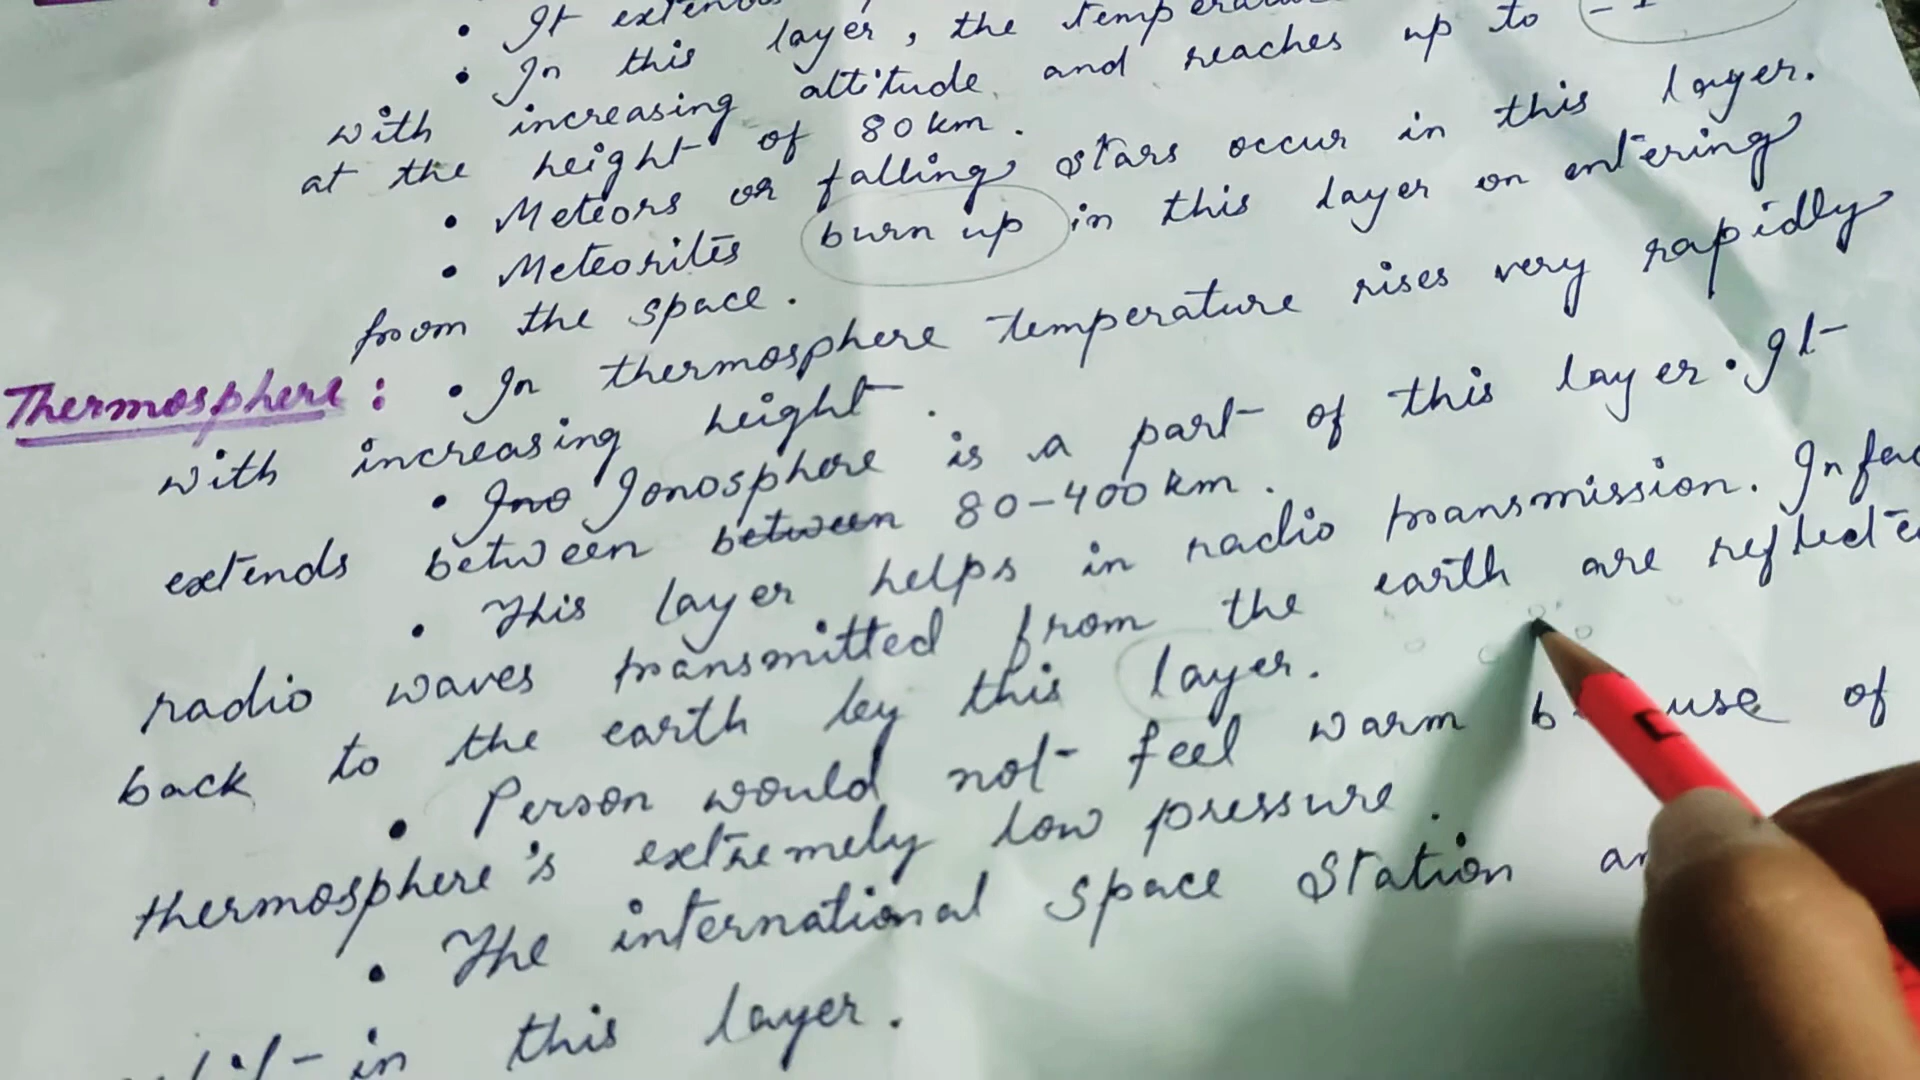 • It extends
• In this layer, the temperature
with increasing altitude and reaches up to
at the height of 80 km.
• Meteors or falling stars occur in this layer.
• Meteorites burn up in this layer on entering
from the space.
Thermosphere: • In thermosphere temperature rises very rapidly
with increasing height.
• Ino Ionosphere is a part of this layer. It
extends between between 80-400 km.
• This layer helps in radio transmission. In fac
radio waves transmitted from the earth are reflecte
back to the earth by this layer.
• Person would not feel warm b use of
thermosphere's extremely low pressure.
• The international Space Station
in this layer.